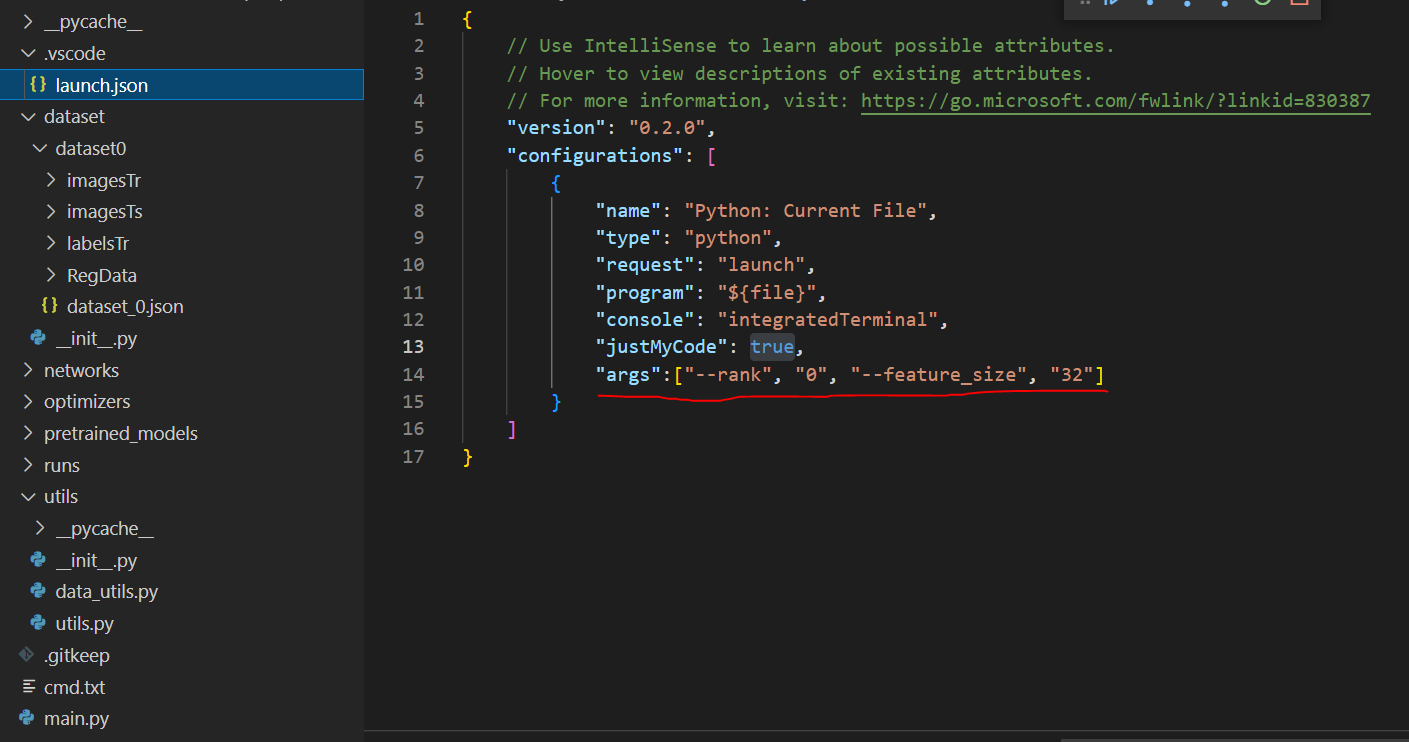 __pycache__
.vscode
launch.json
dataset
dataset0
imagesTr
imagesTs
labelsTr
RegData
dataset_0.json
__init__.py
networks
optimizers
pretrained_models
runs
utils
__pycache__
__init__.py
data_utils.py
utils.py
.gitkeep
cmd.txt
main.py
1 {
2 // Use IntelliSense to learn about possible attributes.
3 // Hover to view descriptions of existing attributes.
4 // For more information, visit: https://go.microsoft.com/fwlink/?linkid=830387
5 "version": "0.2.0",
6 "configurations": [
7 {
8 "name": "Python: Current File",
9 "type": "python",
10 "request": "launch",
11 "program": "${file}",
12 "console": "integratedTerminal",
13 "justMyCode": true,
14 "args":["--rank", "0", "--feature_size", "32"]
15 }
16 ]
17 }